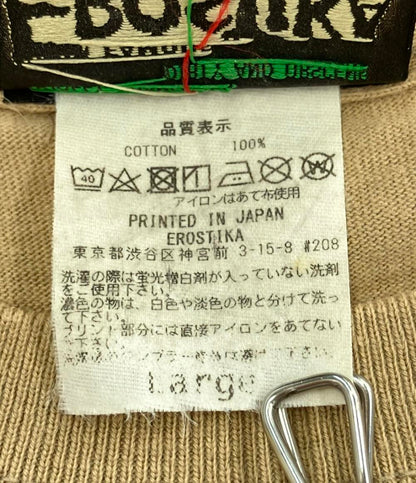 EROSTIKA
品質表示
COTTON 100%
40
アイロンはあて布使用
PRINTED IN JAPAN
EROSTIKA
東京都渋谷区神宮前 3-15-8 #208
洗濯の際は蛍光増白剤が入っていない洗剤
をご使用下さい。
濃色の物は、白色や淡色の物と分けて洗っ
て下さい。
プリント部分には直接アイロンをあてない
で下さい。
Large